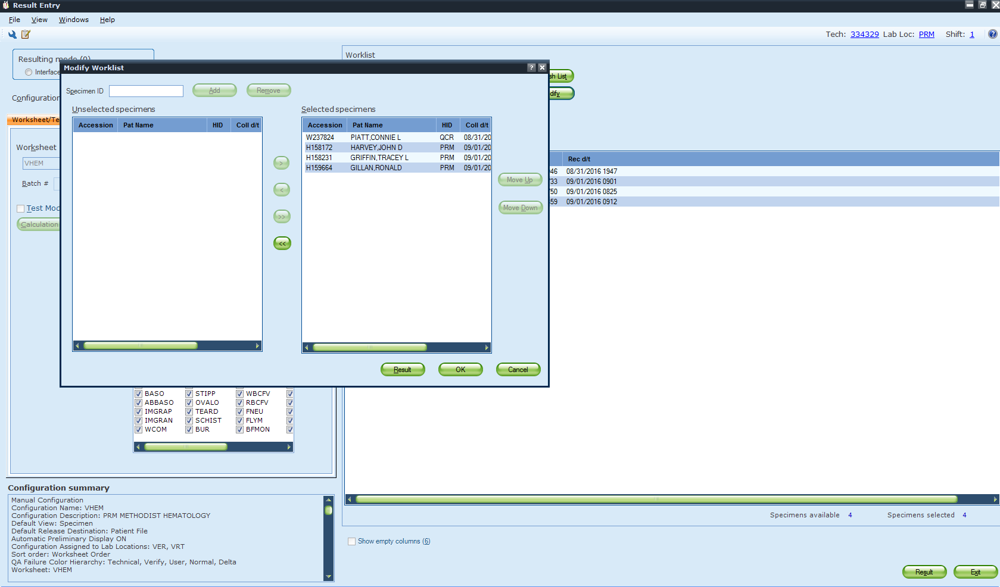 Result Entry
File View Windows Help
Tech: 334329 Lab Loc: PRM Shift: 1
Resulting mode (0)
Interface
Configuration
Worksheet/Te
Worksheet
VHEM
Batch #
Test Mod
Calculation
Worklist
sh List
dify
Modify Worklist
Specimen ID Add Remove
Unselected specimens
Accession Pat Name HID Coll d/t
>
<
>>
<<
Selected specimens
Accession Pat Name HID Coll d/t
W237824 PIATT,CONNIE L QCR 08/31/20
H158172 HARVEY,JOHN D PRM 09/01/20
H158231 GRIFFIN,TRACEY L PRM 09/01/20
H159664 GILLAN,RONALD PRM 09/01/20
Move Up
Move Down
Result OK Cancel
Rec d/t
46 08/31/2016 1947
33 09/01/2016 0901
50 09/01/2016 0825
59 09/01/2016 0912
BASO STIPP WBCFV
ABBASO OVALO RBCFV
IMGRAP TEARD FNEU
IMGRAN SCHIST FLYM
WCOM BUR BFMON
Configuration summary
Manual Configuration
Configuration Name: VHEM
Configuration Description: PRM METHODIST HEMATOLOGY
Default View: Specimen
Default Release Destination: Patient File
Automatic Preliminary Display ON
Configuration Assigned to Lab Locations: VER, VRT
Sort order: Worksheet Order
QA Failure Color Hierarchy: Technical, Verify, User, Normal, Delta
Worksheet: VHEM
Specimens available 4 Specimens selected 4
Show empty columns (6)
Result Exit